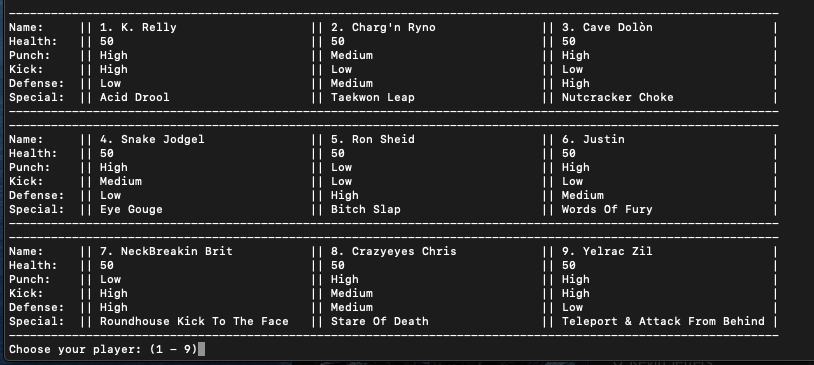 Name: || 1. K. Relly || 2. Charg'n Ryno || 3. Cave Dolòn |
Health: || 50 || 50 || 50 |
Punch: || High || Medium || High |
Kick: || High || Low || Low |
Defense: || Low || Medium || High |
Special: || Acid Drool || Taekwon Leap || Nutcracker Choke |
Name: || 4. Snake Jodgel || 5. Ron Sheid || 6. Justin |
Health: || 50 || 50 || 50 |
Punch: || High || Low || High |
Kick: || Medium || Low || Low |
Defense: || Low || High || Medium |
Special: || Eye Gouge || Bitch Slap || Words Of Fury |
Name: || 7. NeckBreakin Brit || 8. Crazyeyes Chris || 9. Yelrac Zil |
Health: || 50 || 50 || 50 |
Punch: || Low || High || High |
Kick: || High || Medium || High |
Defense: || High || Medium || Low |
Special: || Roundhouse Kick To The Face || Stare Of Death || Teleport & Attack From Behind |
Choose your player: (1 - 9)